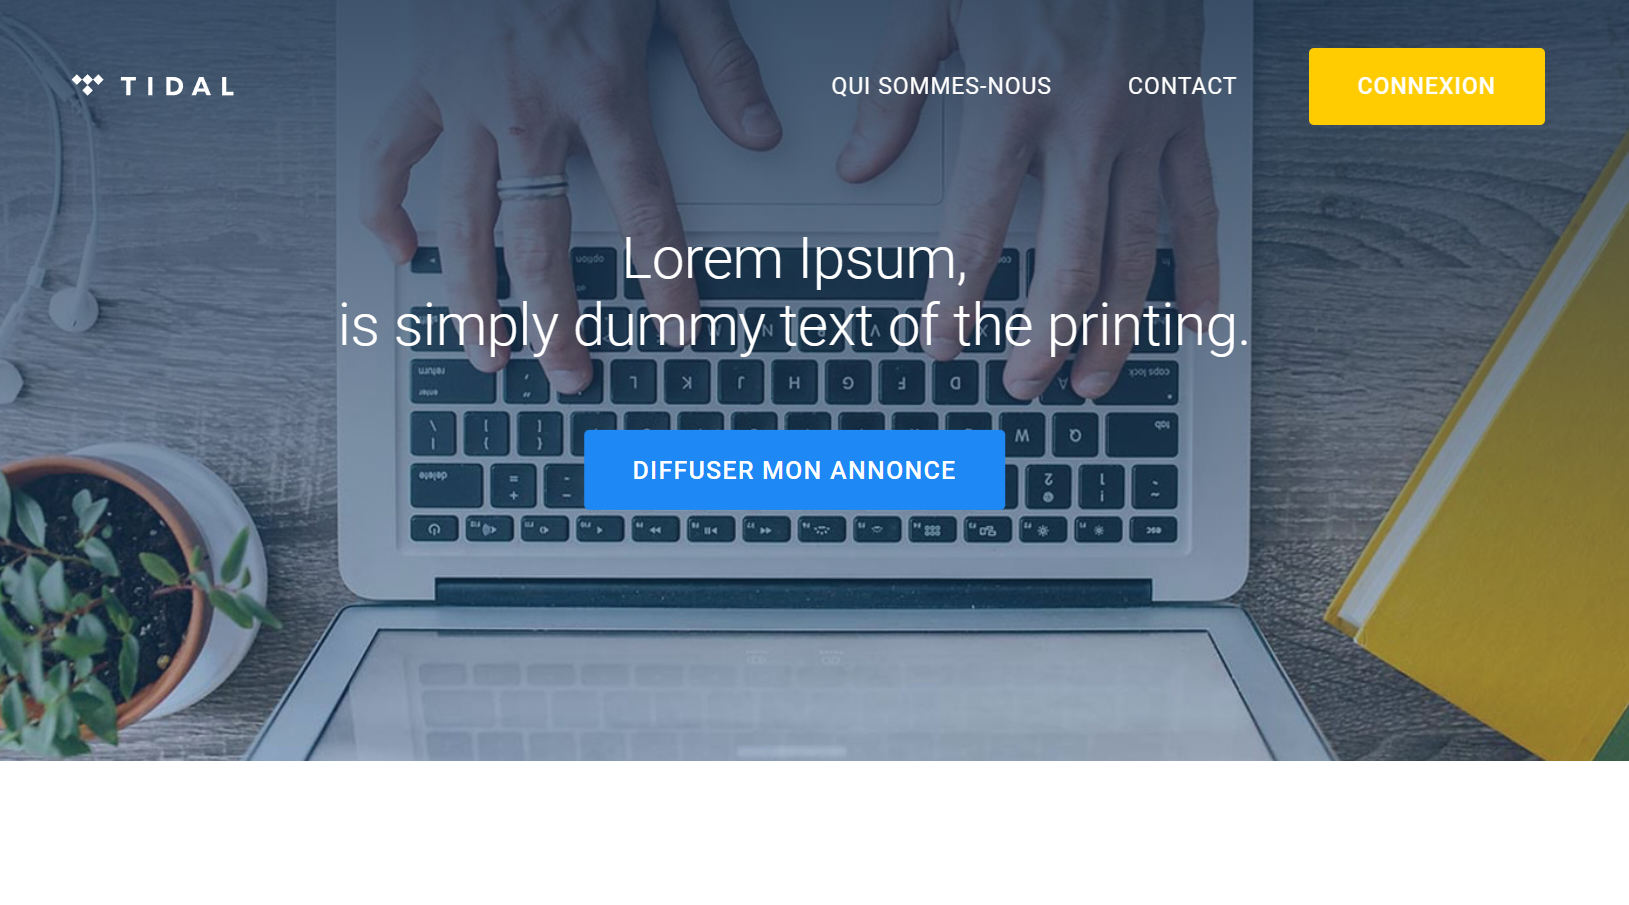 TIDAL
QUI SOMMES-NOUS
CONTACT
CONNEXION
Lorem Ipsum,
is simply dummy text of the printing.
DIFFUSER MON ANNONCE